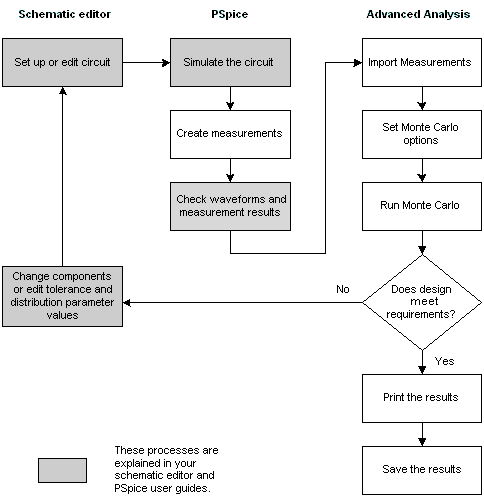 Schematic editor
PSpice
Advanced Analysis
Set up or edit circuit
Simulate the circuit
Import Measurements
Create measurements
Set Monte Carlo
options
Check waveforms and
measurement results
Run Monte Carlo
Change components
or edit tolerance and
distribution parameter
values
No
Does design
meet
requirements?
Yes
Print the results
Save the results
These processes are
explained in your
schematic editor and
PSpice user guides.